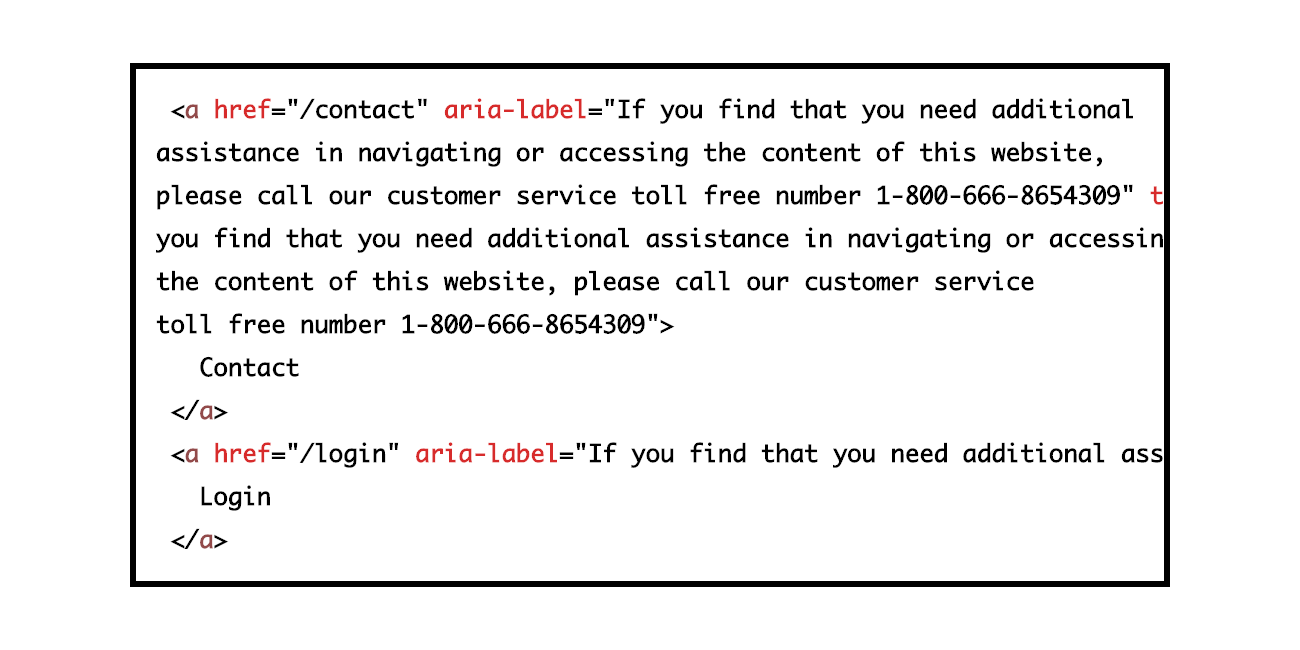 <a href="/contact" aria-label="If you find that you need additional
assistance in navigating or accessing the content of this website,
please call our customer service toll free number 1-800-666-8654309" t
you find that you need additional assistance in navigating or accessin
the content of this website, please call our customer service
toll free number 1-800-666-8654309">
Contact
</a>
<a href="/login" aria-label="If you find that you need additional ass
Login
</a>